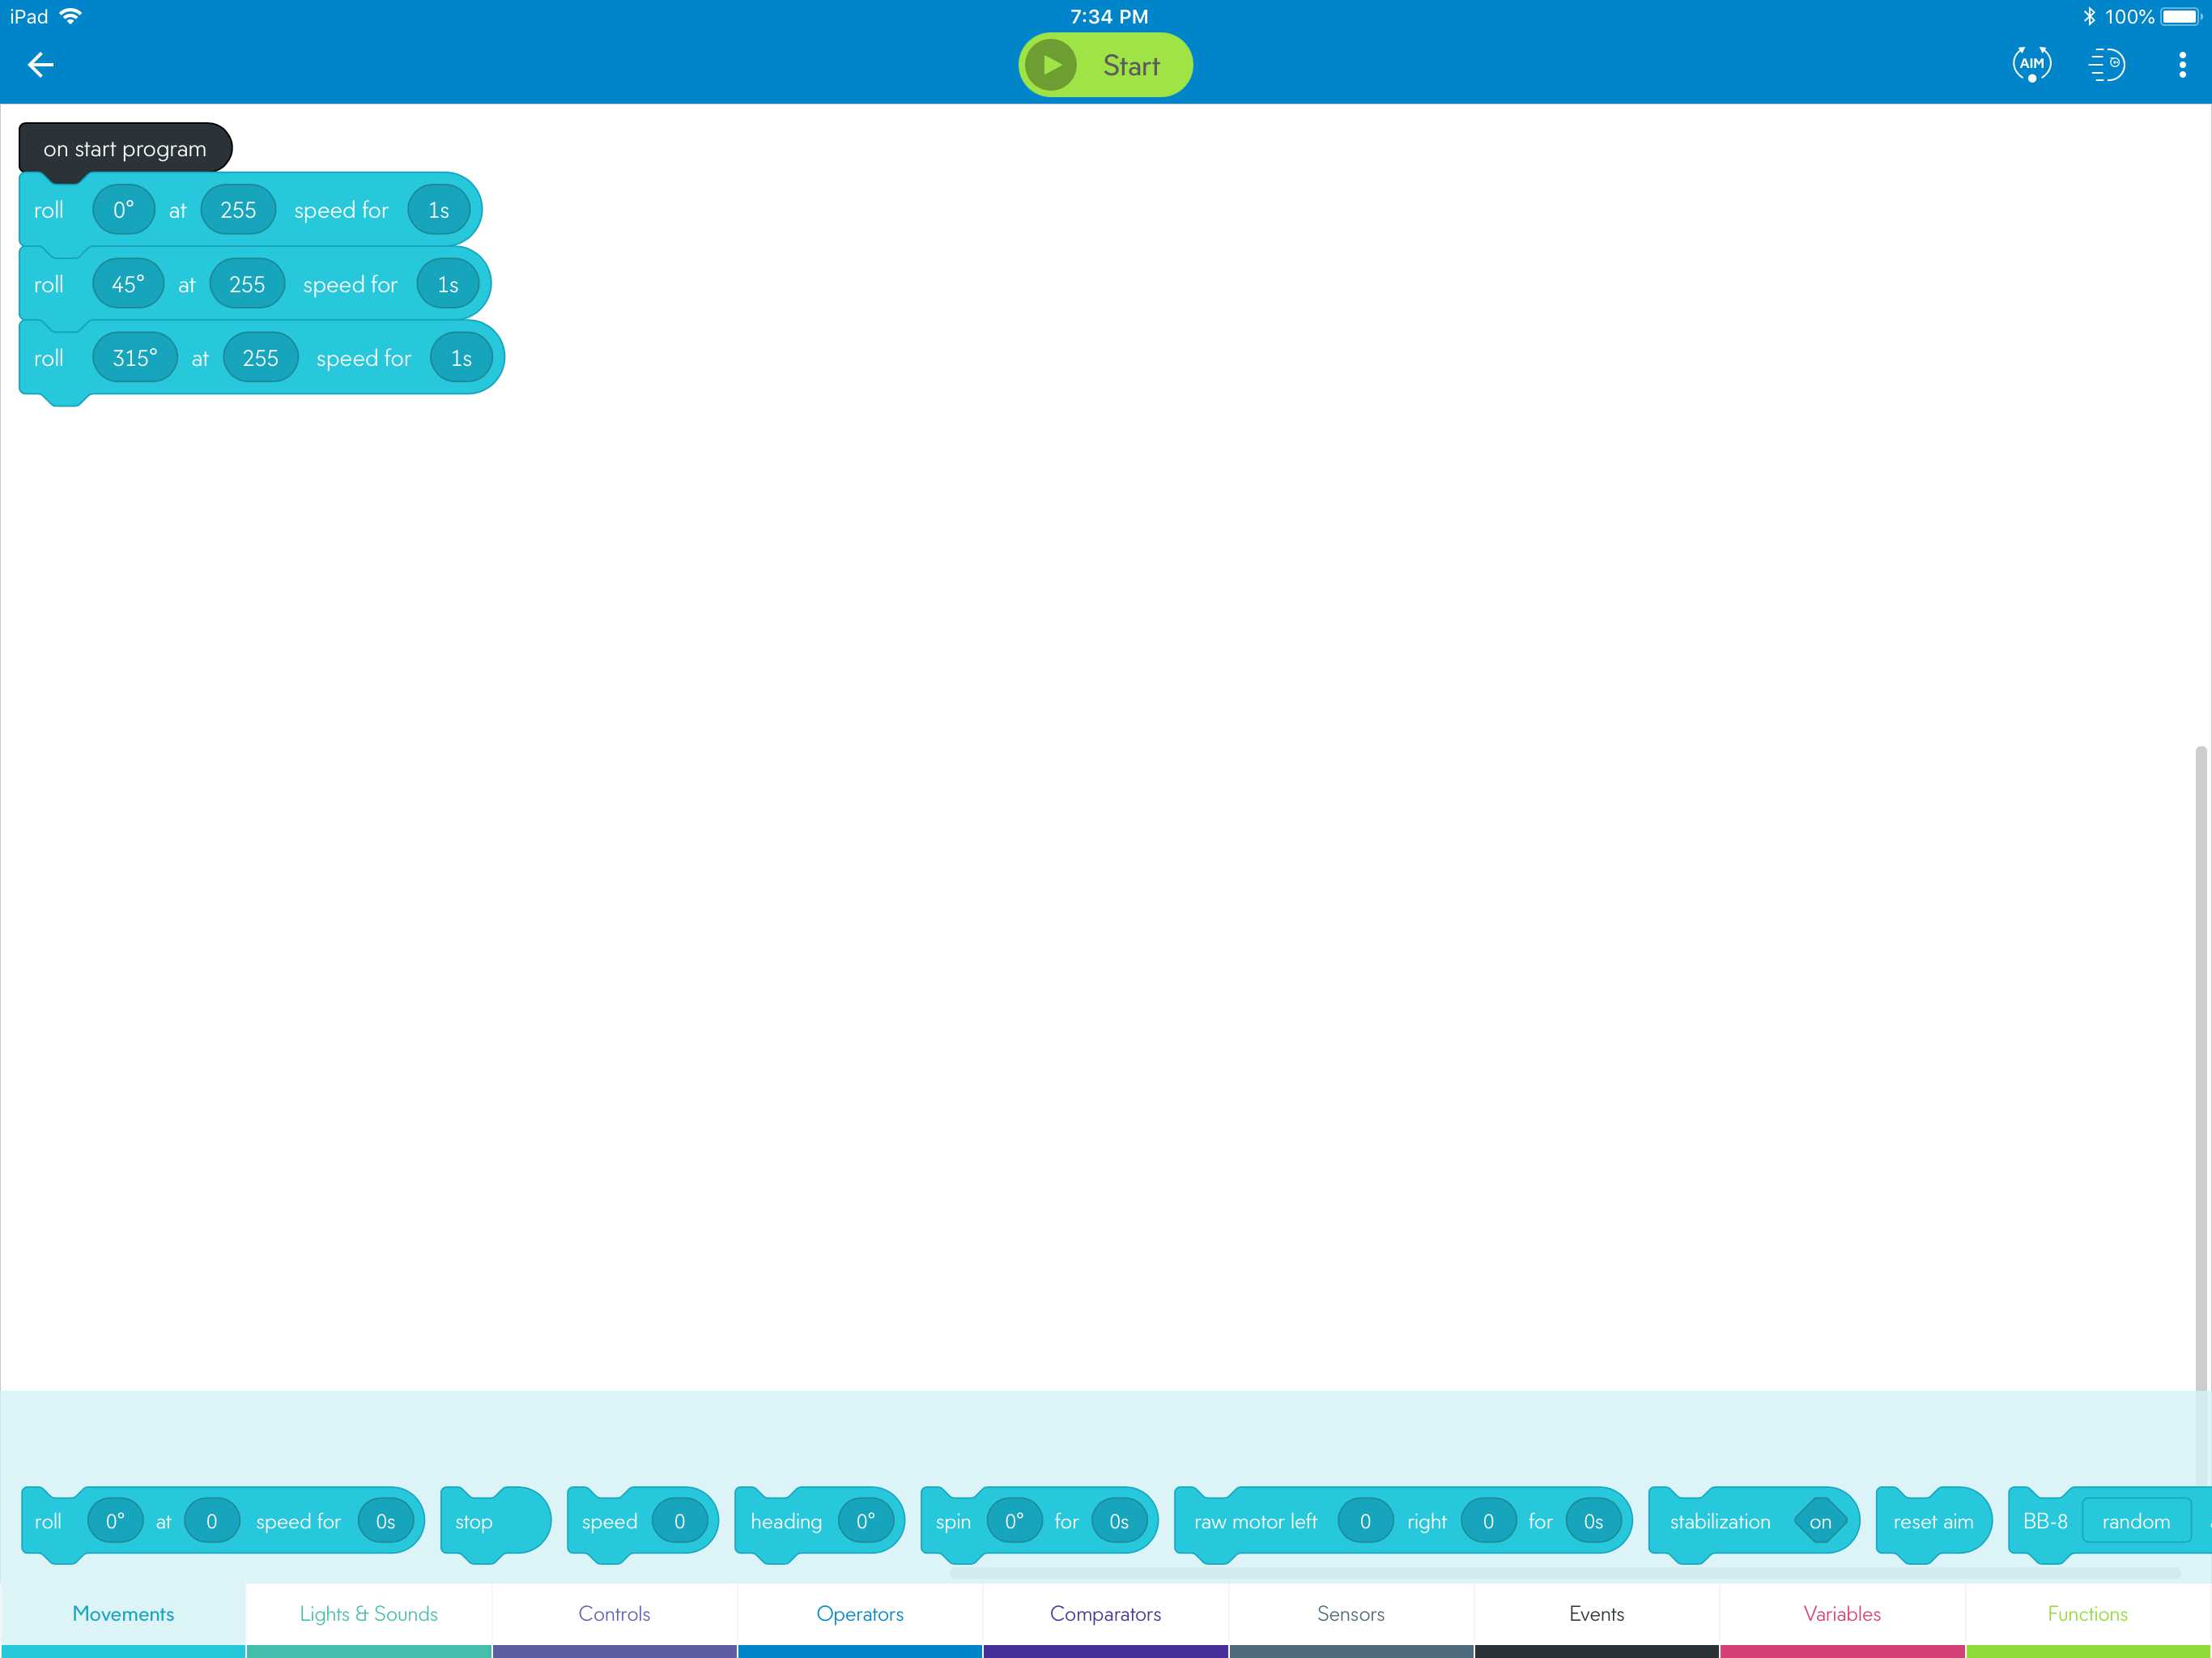 iPad 7:34 PM 100%
Start AIM
on start program
roll 0° at 255 speed for 1s
roll 45° at 255 speed for 1s
roll 315° at 255 speed for 1s
roll 0° at 0 speed for 0s stop speed 0 heading 0° spin 0° for 0s raw motor left 0 right 0 for 0s stabilization on reset aim BB-8 random
Movements Lights & Sounds Controls Operators Comparators Sensors Events Variables Functions